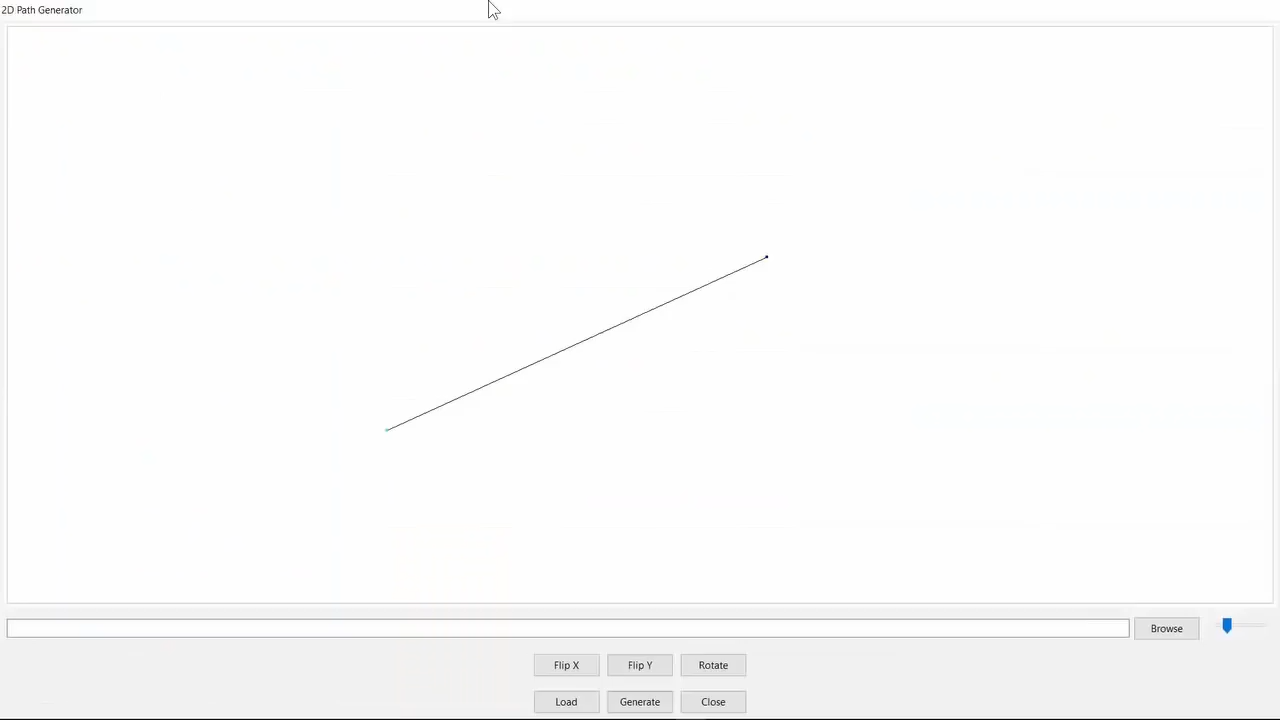 2D Path Generator
Browse
Flip X
Flip Y
Rotate
Load
Generate
Close